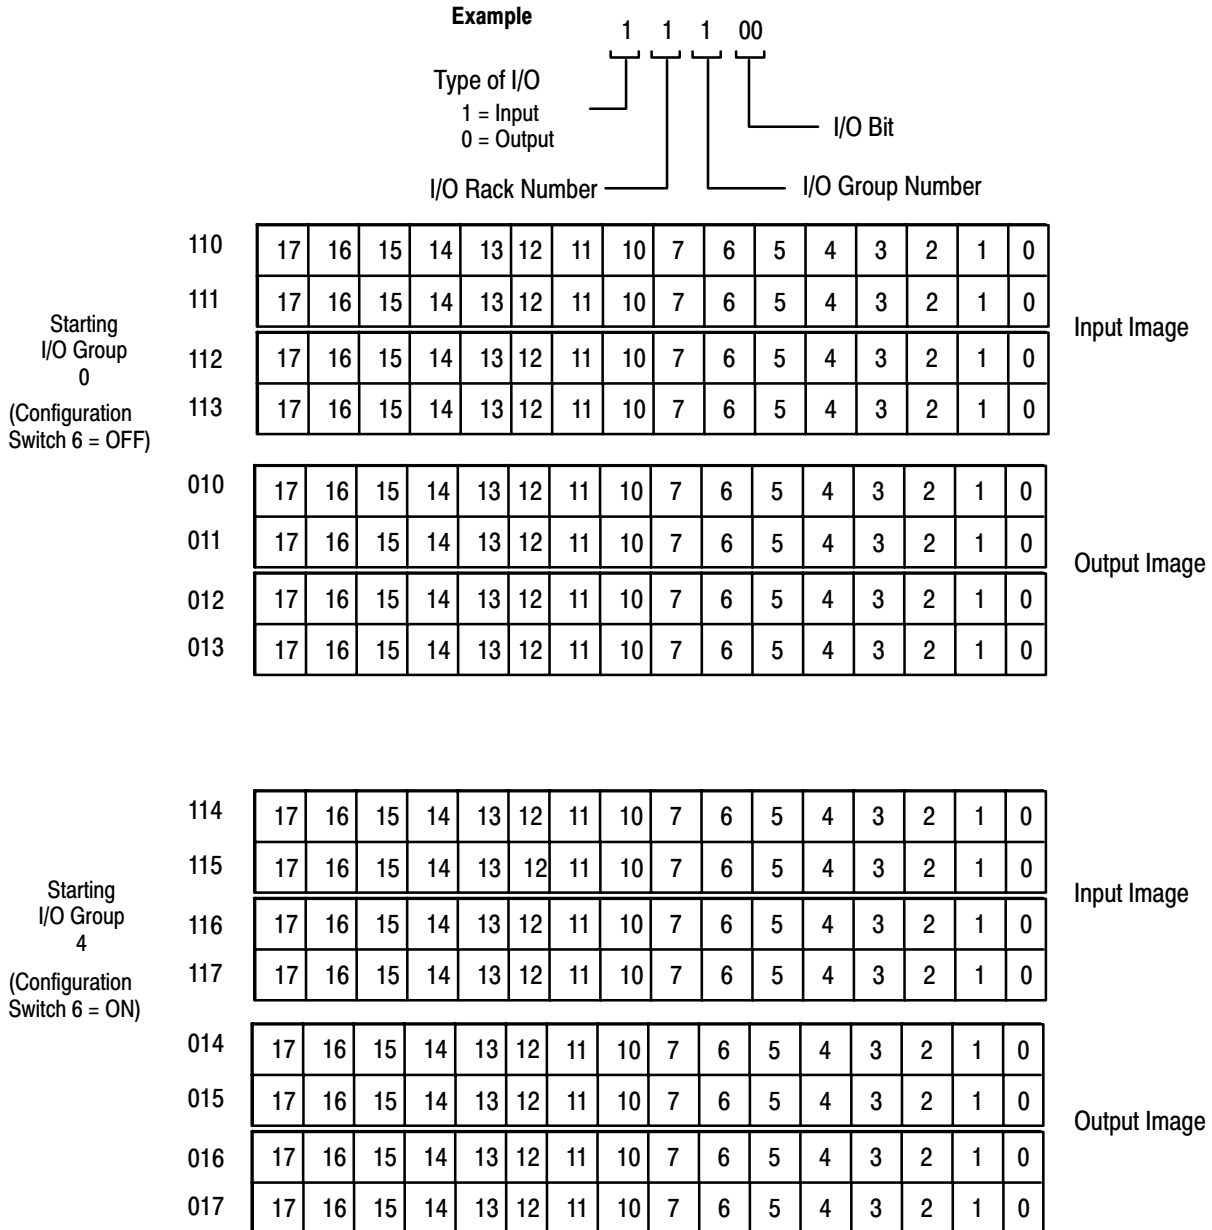 Example
1 1 1 00
Type of I/O
1 = Input
0 = Output
I/O Bit
I/O Rack Number
I/O Group Number
Starting
I/O Group
0
(Configuration
Switch 6 = OFF)
110 17 16 15 14 13 12 11 10 7 6 5 4 3 2 1 0
111 17 16 15 14 13 12 11 10 7 6 5 4 3 2 1 0
112 17 16 15 14 13 12 11 10 7 6 5 4 3 2 1 0
113 17 16 15 14 13 12 11 10 7 6 5 4 3 2 1 0
Input Image
010 17 16 15 14 13 12 11 10 7 6 5 4 3 2 1 0
011 17 16 15 14 13 12 11 10 7 6 5 4 3 2 1 0
012 17 16 15 14 13 12 11 10 7 6 5 4 3 2 1 0
013 17 16 15 14 13 12 11 10 7 6 5 4 3 2 1 0
Output Image
Starting
I/O Group
4
(Configuration
Switch 6 = ON)
114 17 16 15 14 13 12 11 10 7 6 5 4 3 2 1 0
115 17 16 15 14 13 12 11 10 7 6 5 4 3 2 1 0
116 17 16 15 14 13 12 11 10 7 6 5 4 3 2 1 0
117 17 16 15 14 13 12 11 10 7 6 5 4 3 2 1 0
Input Image
014 17 16 15 14 13 12 11 10 7 6 5 4 3 2 1 0
015 17 16 15 14 13 12 11 10 7 6 5 4 3 2 1 0
016 17 16 15 14 13 12 11 10 7 6 5 4 3 2 1 0
017 17 16 15 14 13 12 11 10 7 6 5 4 3 2 1 0
Output Image